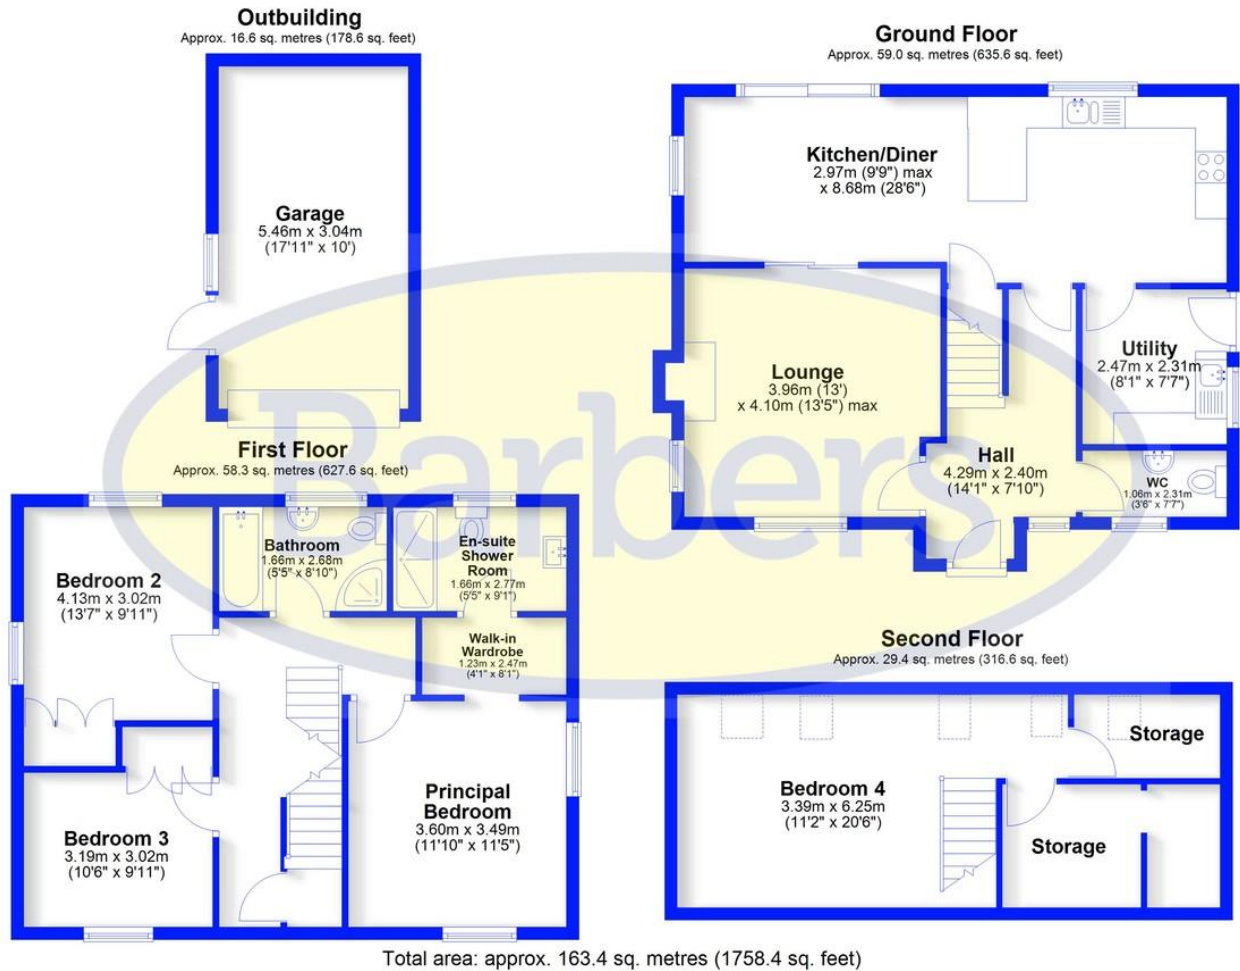 Outbuilding
Approx. 16.6 sq. metres (178.6 sq. feet)
Garage
5.46m x 3.04m
(17'11" x 10')
Ground Floor
Approx. 59.0 sq. metres (635.6 sq. feet)
Kitchen/Diner
2.97m (9'9") max
x 8.68m (28'6")
Lounge
3.96m (13')
x 4.10m (13'5") max
Utility
2.47m x 2.31m
(8'1" x 7'7")
Hall
4.29m x 2.40m
(14'1" x 7'10")
WC
1.06m x 2.31m
(3'6" x 7'7")
Barbers
First Floor
Approx. 58.3 sq. metres (627.6 sq. feet)
Bedroom 2
4.13m x 3.02m
(13'7" x 9'11")
Bathroom
1.66m x 2.68m
(5'5" x 8'10")
En-suite
Shower
Room
1.66m x 2.77m
(5'5" x 9'1")
Walk-in
Wardrobe
1.23m x 2.47m
(4'1" x 8'1")
Bedroom 3
3.19m x 3.02m
(10'6" x 9'11")
Principal
Bedroom
3.60m x 3.49m
(11'10" x 11'5")
Second Floor
Approx. 29.4 sq. metres (316.6 sq. feet)
Bedroom 4
3.39m x 6.25m
(11'2" x 20'6")
Storage
Storage
Total area: approx. 163.4 sq. metres (1758.4 sq. feet)